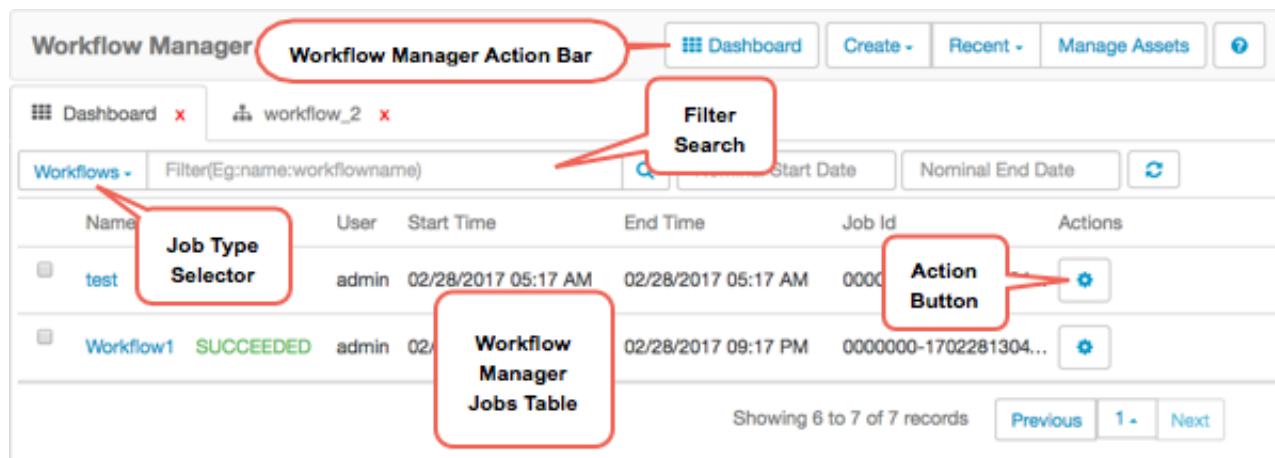 Workflow Manager
Workflow Manager Action Bar
Dashboard
Create
Recent
Manage Assets
?
Dashboard x
workflow_2 x
Filter
Search
Workflows
Filter(Eg:name:workflowname)
Start Date
Nominal End Date
Name
User
Start Time
End Time
Job Id
Actions
Job Type
Selector
test
admin
02/28/2017 05:17 AM
02/28/2017 05:17 AM
Action
Button
Workflow1
SUCCEEDED
admin
02/
02/28/2017 09:17 PM
0000000-1702281304...
Workflow
Manager
Jobs Table
Showing 6 to 7 of 7 records
Previous
1
Next